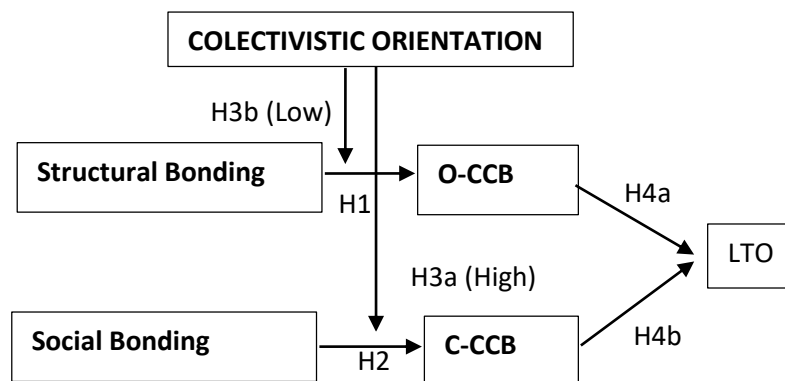 COLECTIVISTIC ORIENTATION
H3b (Low)
Structural Bonding
O-CCB
H4a
H1
LTO
H3a (High)
Social Bonding
C-CCB
H4b
H2